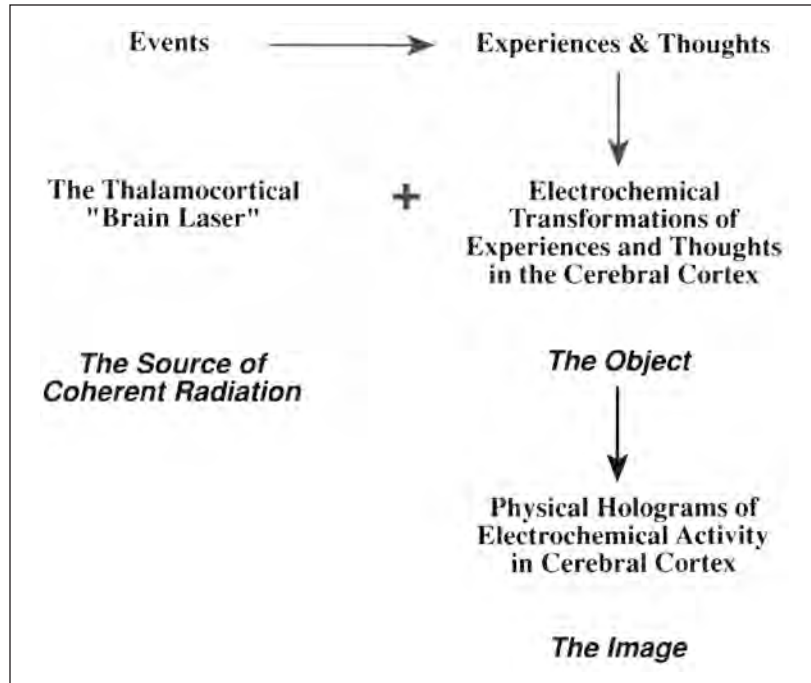 Events
Experiences & Thoughts
The Thalamocortical
"Brain Laser"
+
Electrochemical
Transformations of
Experiences and Thoughts
in the Cerebral Cortex
The Source of
Coherent Radiation
The Object
Physical Holograms of
Electrochemical Activity
in Cerebral Cortex
The Image